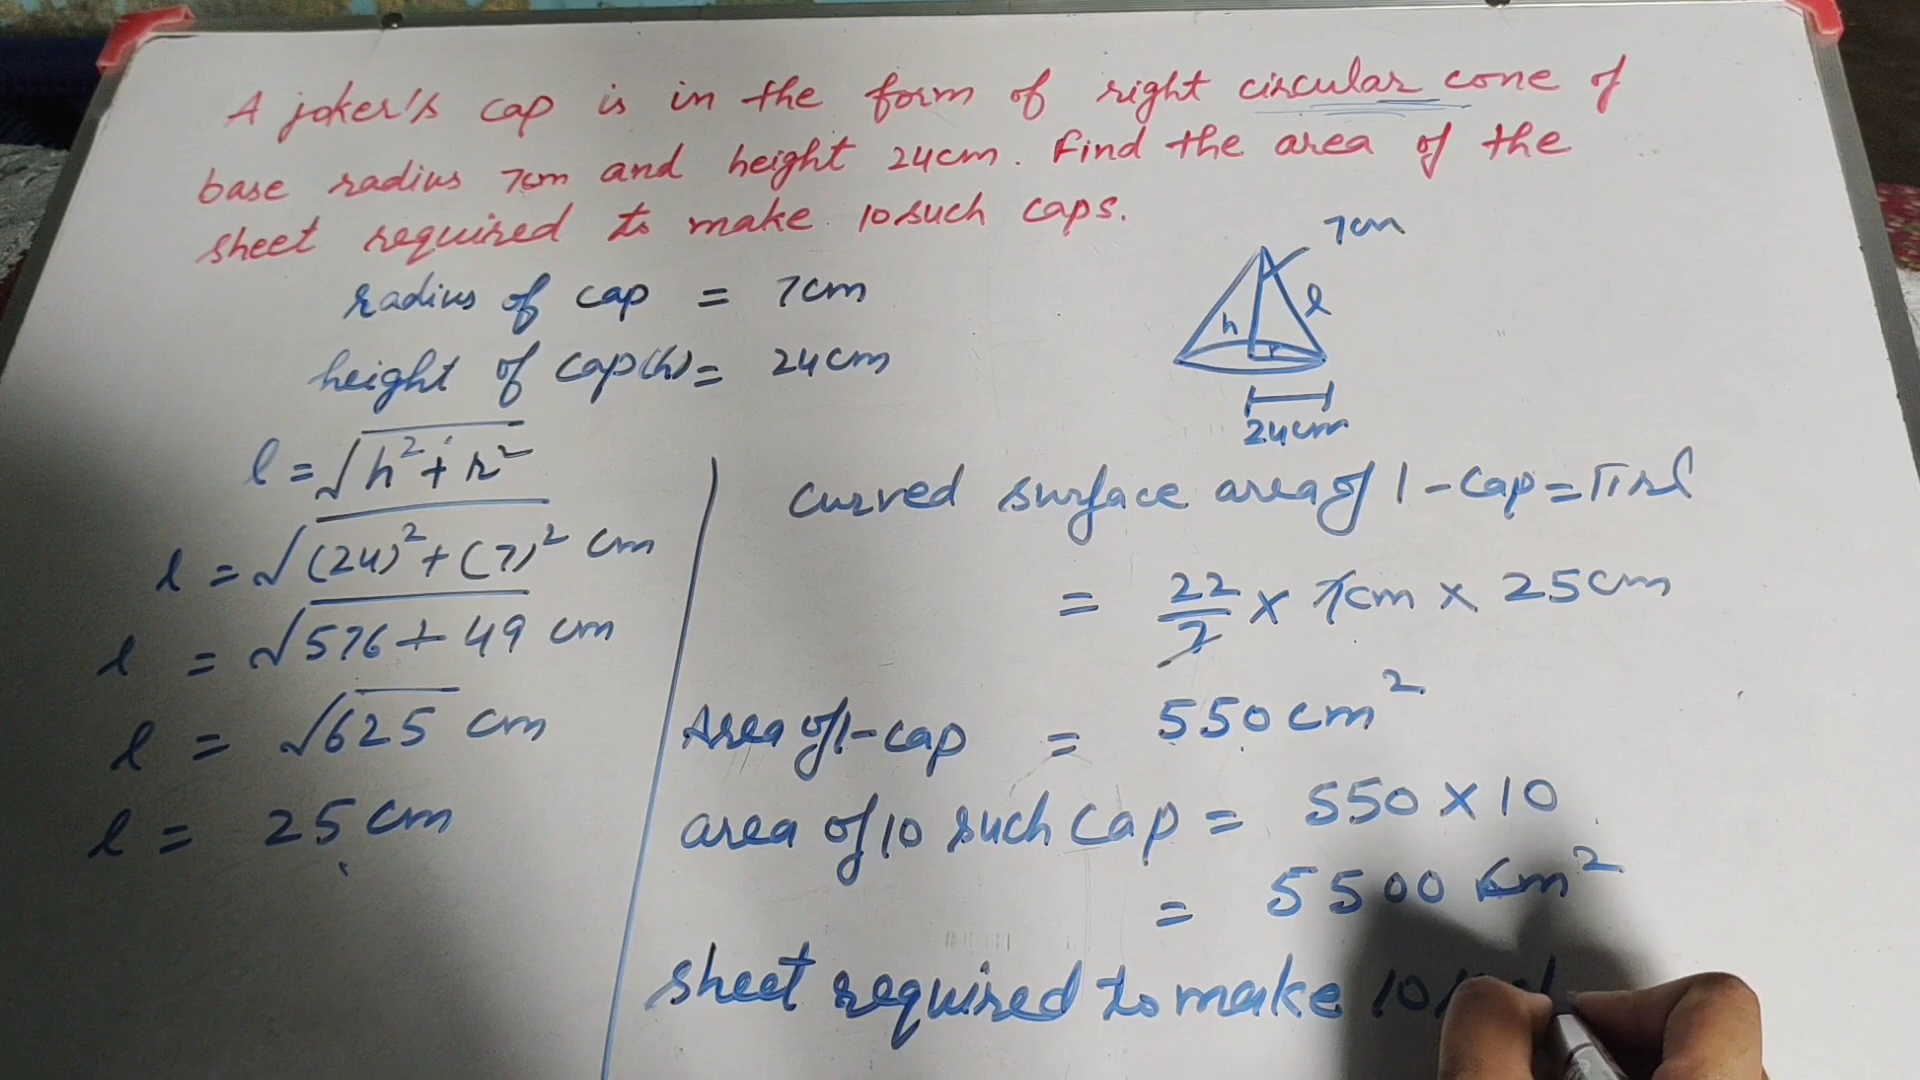 A joker's cap is in the form of right circular cone of
base radius 7cm and height 24cm. Find the area of the
sheet required to make 10 such caps.
7cm
radius of cap = 7cm
h l
r
height of cap(h) = 24cm
24cm
l = √h²+r²
l = √(24)²+(7)² cm
l = √576+49 cm
l = √625 cm
l = 25cm
curved surface area of 1-cap = πrl
= 22/7 × 7cm × 25cm
Area of 1-cap = 550cm²
area of 10 such cap = 550×10
= 5500 cm²
sheet required to make 10